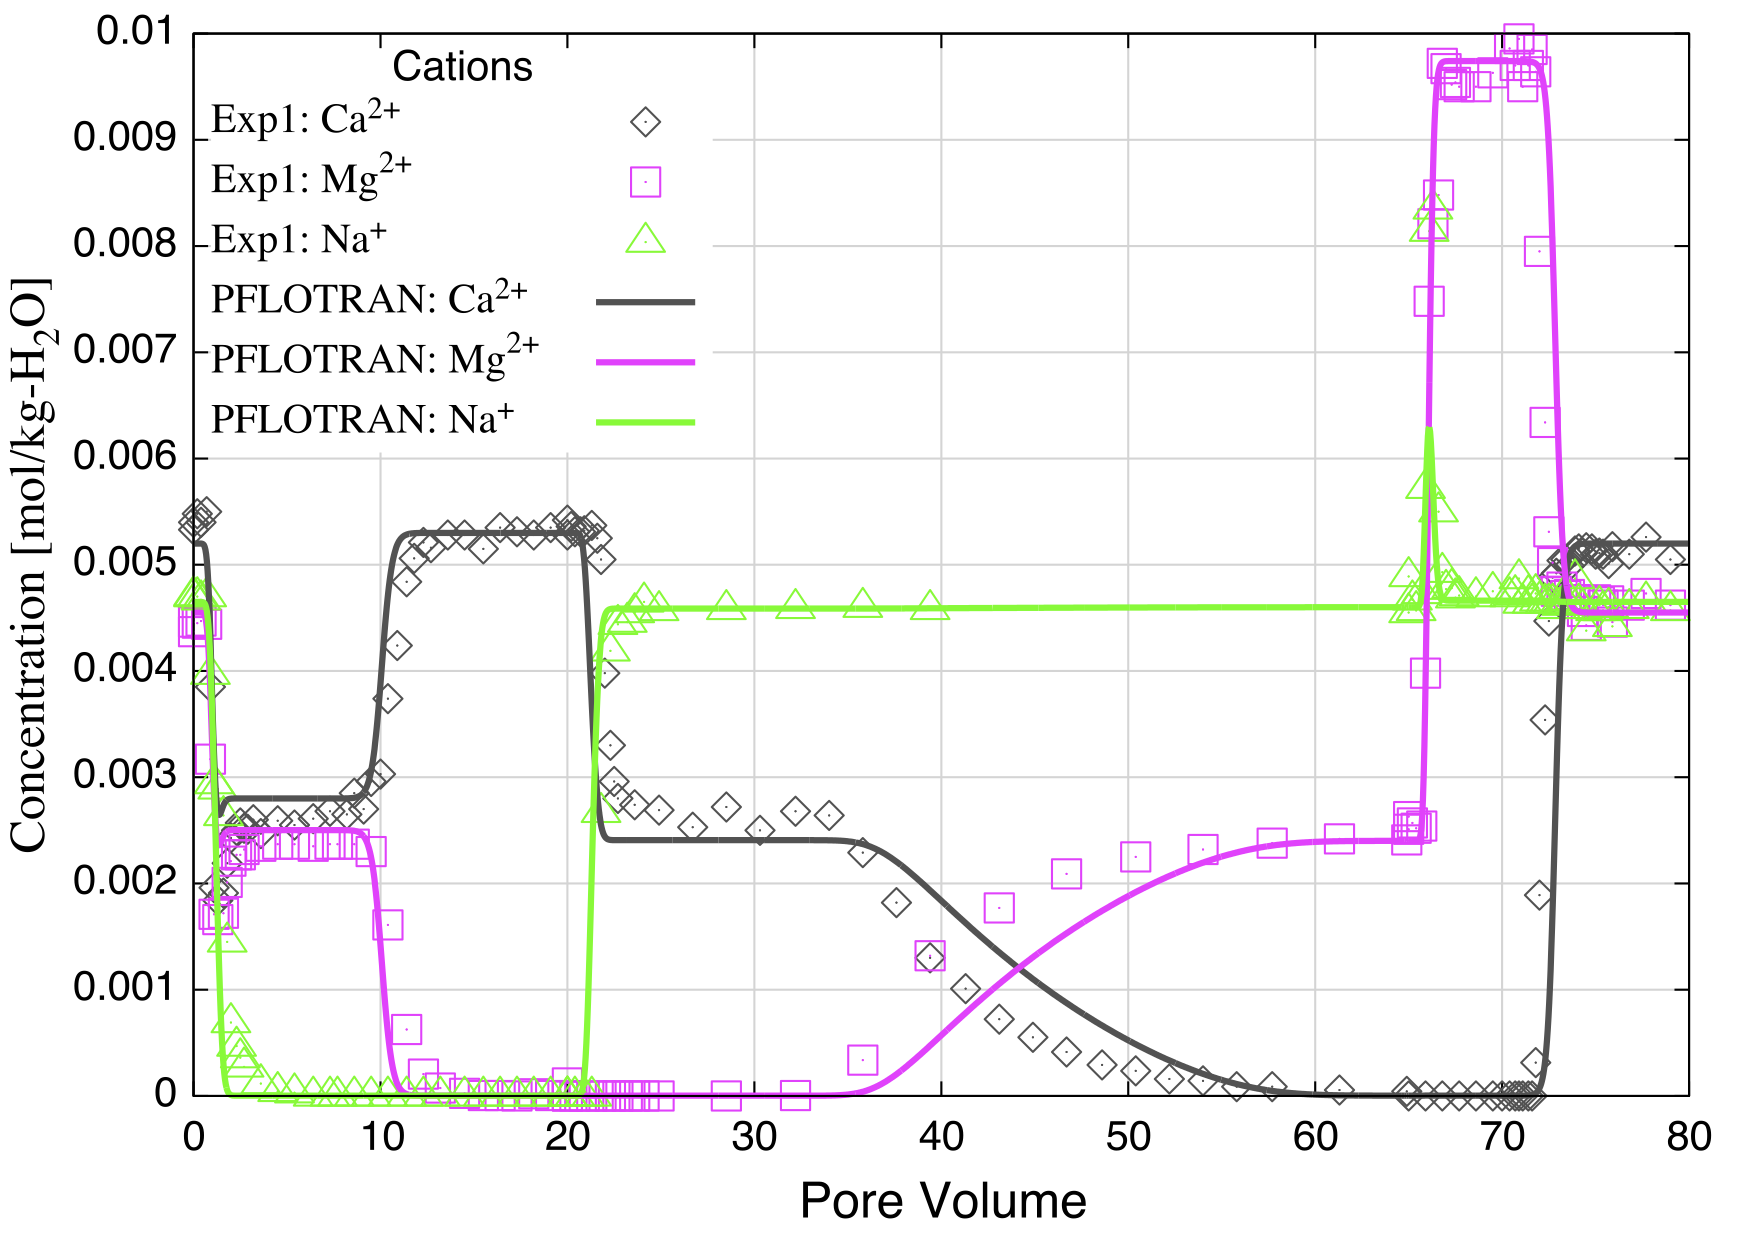 Cations
Exp1: Ca²⁺
Exp1: Mg²⁺
Exp1: Na⁺
PFLOTRAN: Ca²⁺
PFLOTRAN: Mg²⁺
PFLOTRAN: Na⁺
Concentration [mol/kg-H₂O]
0.01
0.009
0.008
0.007
0.006
0.005
0.004
0.003
0.002
0.001
0
0 10 20 30 40 50 60 70 80
Pore Volume